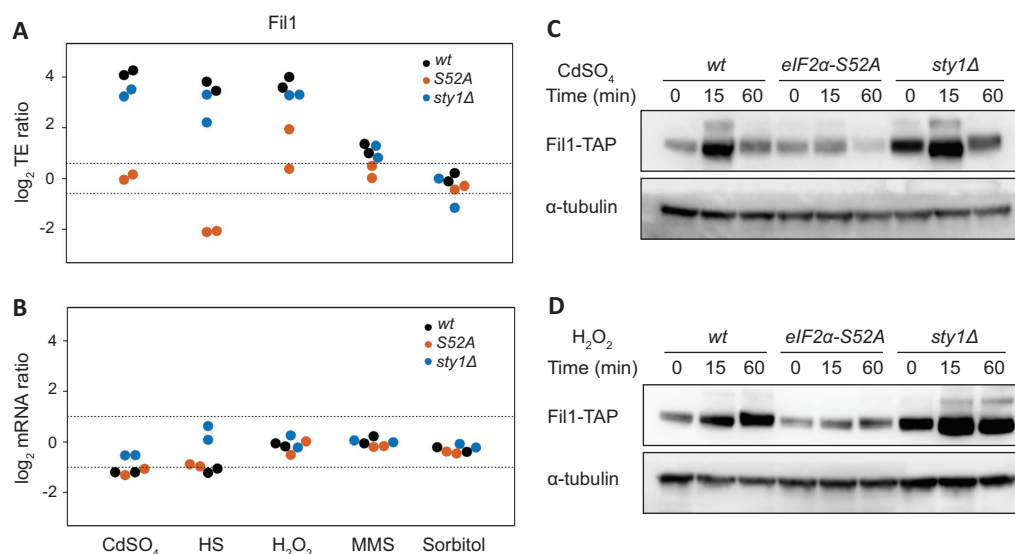 Fil1
A
log2 TE ratio
4
2
0
-2
wt
S52A
sty1Δ
B
log2 mRNA ratio
4
2
0
-2
wt
S52A
sty1Δ
CdSO4 HS H2O2 MMS Sorbitol
C
CdSO4 wt eIF2α-S52A sty1Δ
Time (min) 0 15 60 0 15 60 0 15 60
Fil1-TAP
α-tubulin
D
H2O2 wt eIF2α-S52A sty1Δ
Time (min) 0 15 60 0 15 60 0 15 60
Fil1-TAP
α-tubulin